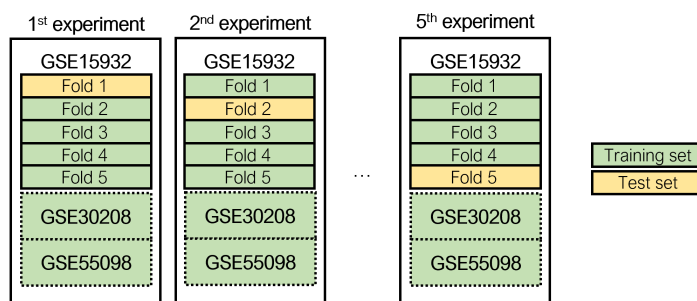 1st experiment
GSE15932
Fold 1
Fold 2
Fold 3
Fold 4
Fold 5
GSE30208
GSE55098
2nd experiment
GSE15932
Fold 1
Fold 2
Fold 3
Fold 4
Fold 5
GSE30208
GSE55098
...
5th experiment
GSE15932
Fold 1
Fold 2
Fold 3
Fold 4
Fold 5
GSE30208
GSE55098
Training set
Test set